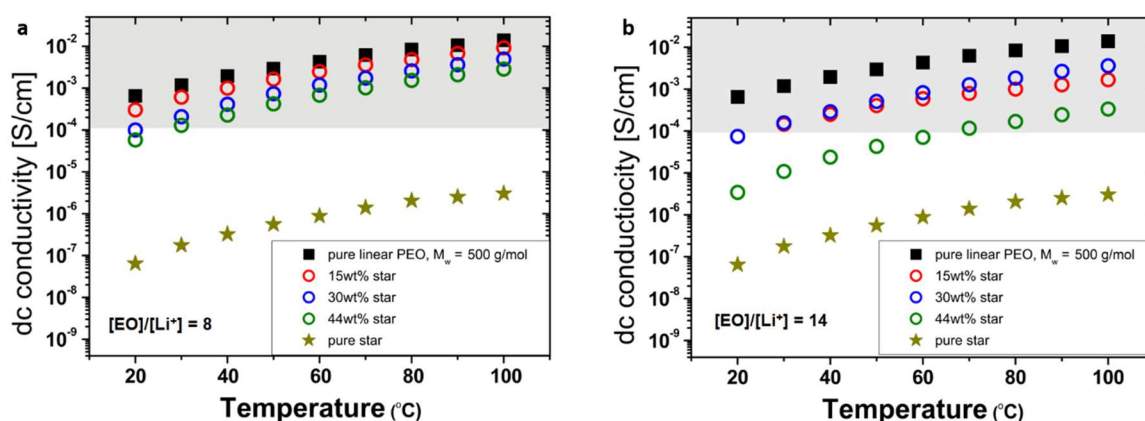 a
dc conductivity [S/cm]
10⁻²
10⁻³
10⁻⁴
10⁻⁵
10⁻⁶
10⁻⁷
10⁻⁸
10⁻⁹
pure linear PEO, M_w = 500 g/mol
15wt% star
30wt% star
44wt% star
pure star
[EO]/[Li⁺] = 8
20 40 60 80 100
Temperature (°C)
b
dc conductiocity [S/cm]
10⁻²
10⁻³
10⁻⁴
10⁻⁵
10⁻⁶
10⁻⁷
10⁻⁸
10⁻⁹
pure linear PEO, M_w = 500 g/mol
15wt% star
30wt% star
44wt% star
pure star
[EO]/[Li⁺] = 14
20 40 60 80 100
Temperature (°C)